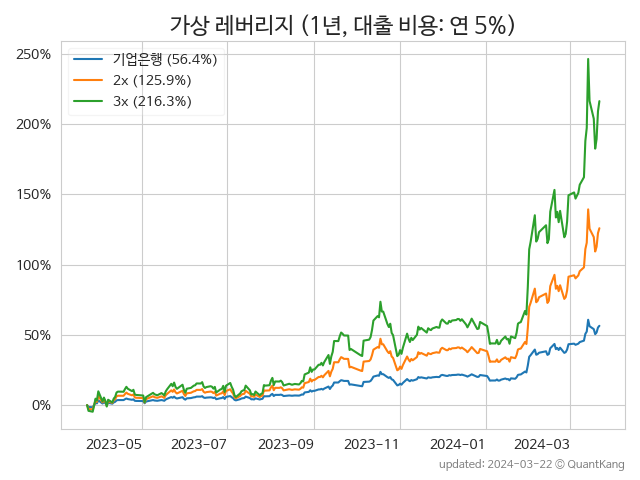 가상 레버리지 (1년, 대출 비용: 연 5%)
기업은행 (56.4%)
2x (125.9%)
3x (216.3%)
250%
200%
150%
100%
50%
0%
2023-05 2023-07 2023-09 2023-11 2024-01 2024-03
updated: 2024-03-22 © QuantKang